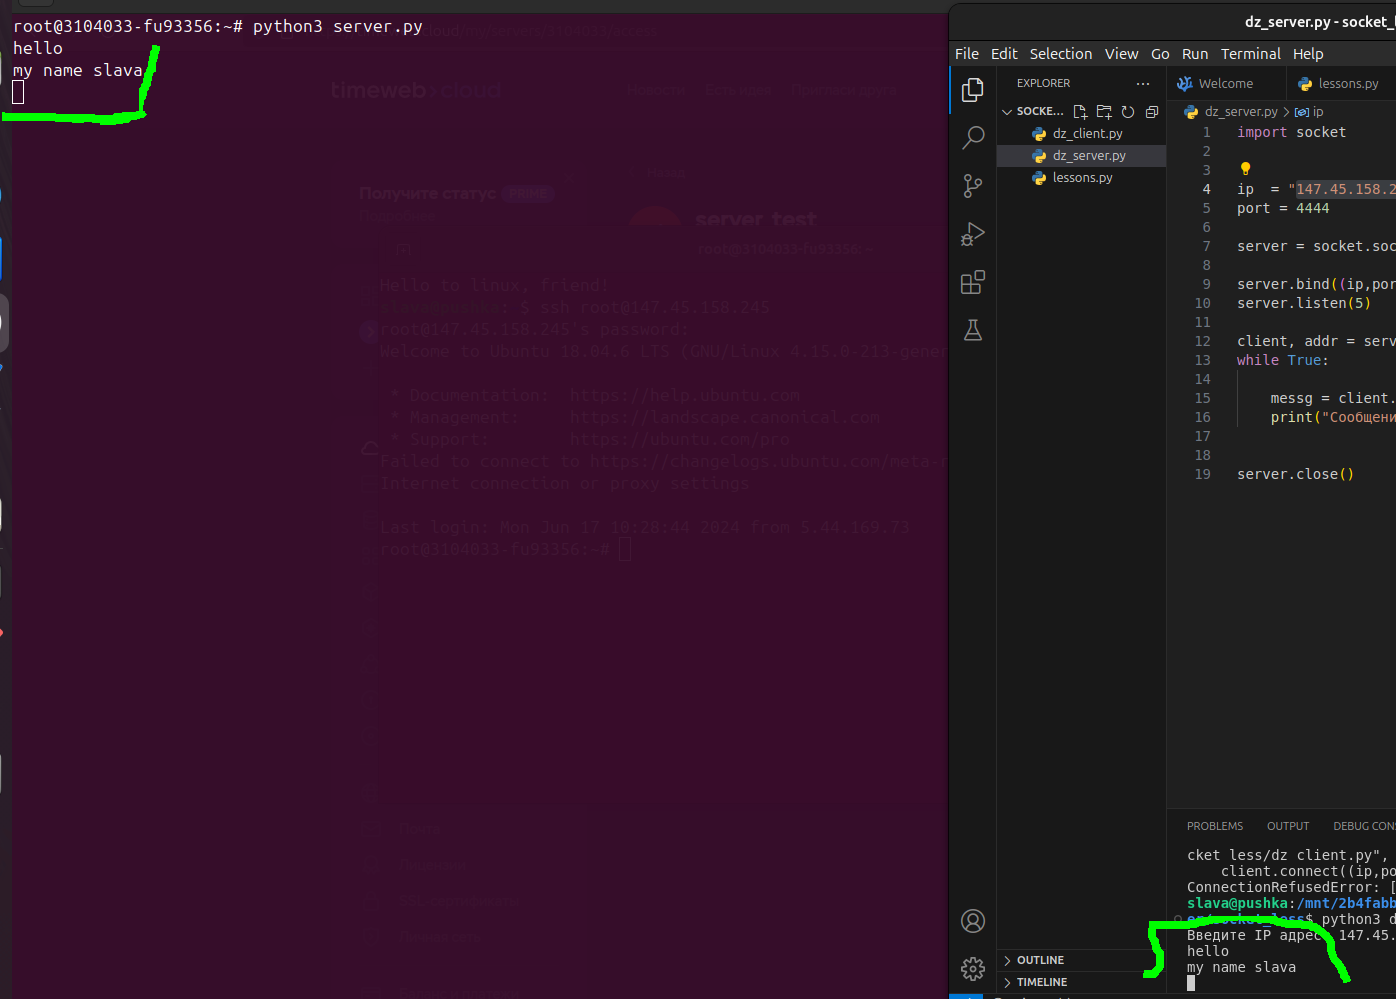 root@3104033-fu93356:~# python3 server.py
hello
my name slava
timeweb cloud
Получите статус PRIME
server test
root@3104033-fu93356: ~
Hello to linux, friend!
$ ssh root@147.45.158.245
root@147.45.158.245's password:
Welcome to Ubuntu 18.04.6 LTS (GNU/Linux 4.15.0-213-gener
* Documentation: https://help.ubuntu.com
* Management: https://landscape.canonical.com
* Support: https://ubuntu.com/pro
Failed to connect to https://changelogs.ubuntu.com/meta-r
Internet connection or proxy settings
Last login: Mon Jun 17 10:28:44 2024 from 5.44.169.73
root@3104033-fu93356:~#
dz_server.py - socket_
File Edit Selection View Go Run Terminal Help
EXPLORER ...
SOCKE...
dz_client.py
dz_server.py
lessons.py
Welcome
lessons.py
dz_server.py > ip
1 import socket
2
3
4 ip = "147.45.158.2
5 port = 4444
6
7 server = socket.soc
8
9 server.bind((ip,por
10 server.listen(5)
11
12 client, addr = serv
13 while True:
14
15 messg = client.
16 print("Сообщени
17
18
19 server.close()
OUTLINE
TIMELINE
PROBLEMS OUTPUT DEBUG CON
cket less/dz client.py",
client.connect((ip,po
ConnectionRefusedError: [
slava@pushka:/mnt/2b4fabb
$ python3 d
Введите IP адрес 147.45.
hello
my name slava